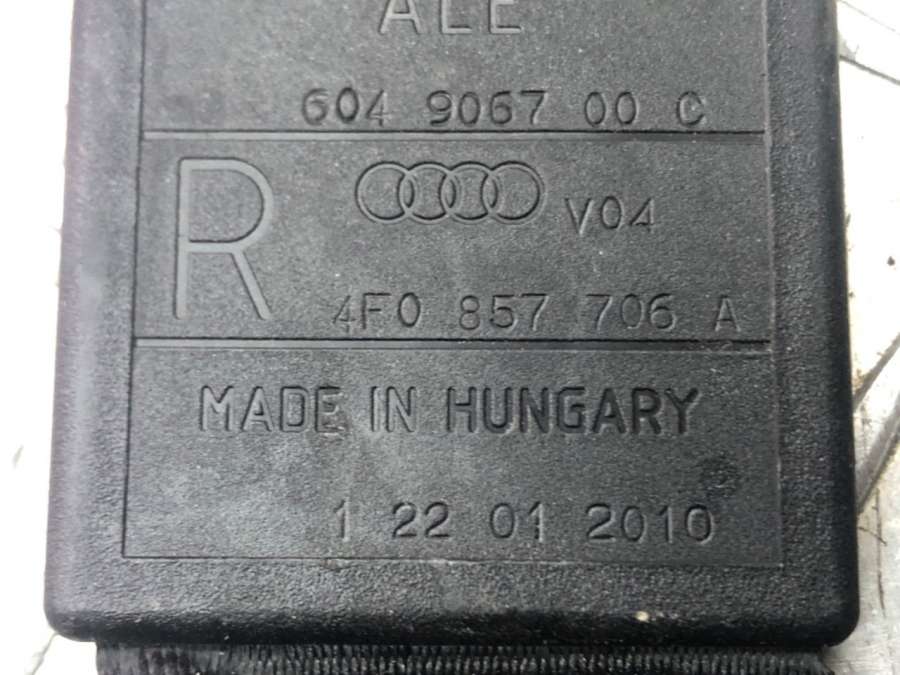 ALE
604 9067 00 C
R V04
4F0 857 706 A
MADE IN HUNGARY
1 22 01 2010